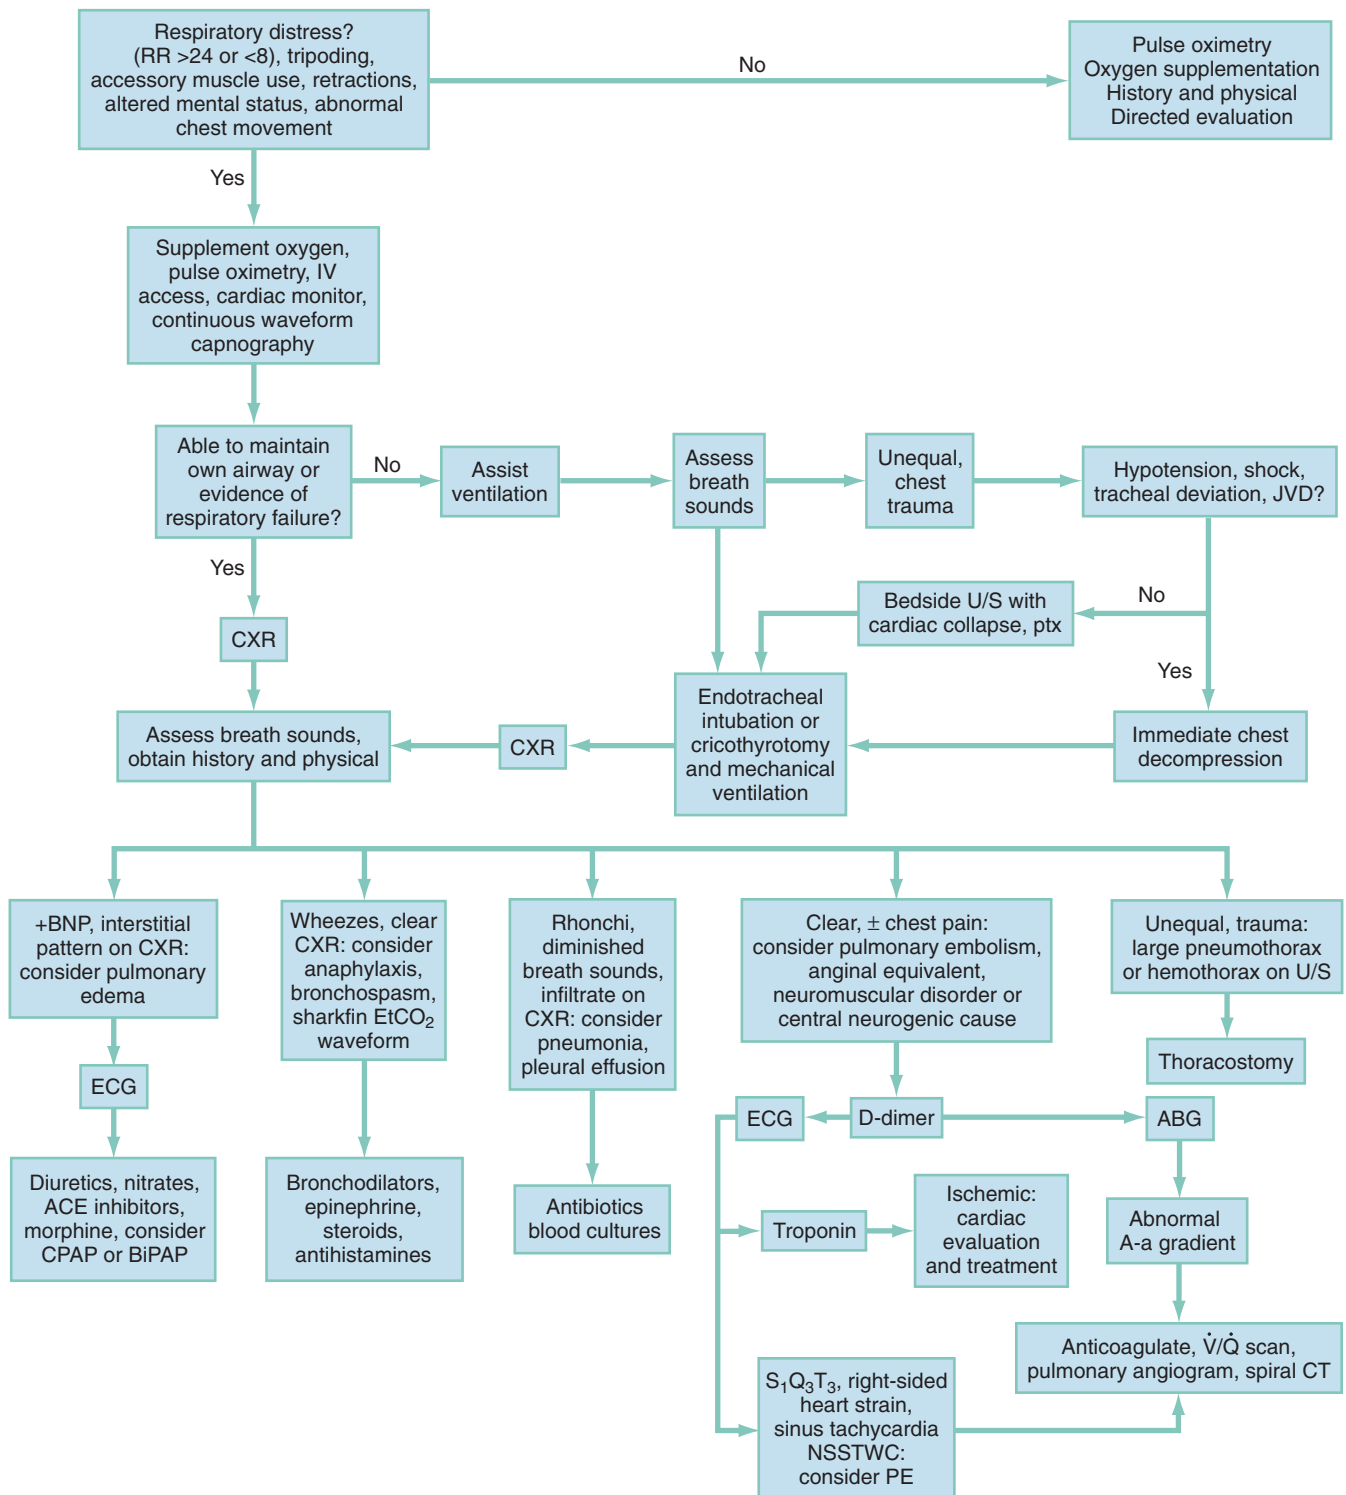 Respiratory distress?
(RR >24 or <8), tripoding,
accessory muscle use, retractions,
altered mental status, abnormal
chest movement
No
Pulse oximetry
Oxygen supplementation
History and physical
Directed evaluation
Yes
Supplement oxygen,
pulse oximetry, IV
access, cardiac monitor,
continuous waveform
capnography
Able to maintain
own airway or
evidence of
respiratory failure?
No
Assist
ventilation
Assess
breath
sounds
Unequal,
chest
trauma
Hypotension, shock,
tracheal deviation, JVD?
Yes
No
Bedside U/S with
cardiac collapse, ptx
Yes
CXR
Assess breath sounds,
obtain history and physical
CXR
Endotracheal
intubation or
cricothyrotomy
and mechanical
ventilation
Immediate chest
decompression
+BNP, interstitial
pattern on CXR:
consider pulmonary
edema
Wheezes, clear
CXR: consider
anaphylaxis,
bronchospasm,
sharkfin EtCO₂
waveform
Rhonchi,
diminished
breath sounds,
infiltrate on
CXR: consider
pneumonia,
pleural effusion
Clear, ± chest pain:
consider pulmonary embolism,
anginal equivalent,
neuromuscular disorder or
central neurogenic cause
Unequal, trauma:
large pneumothorax
or hemothorax on U/S
ECG
Thoracostomy
ECG
D-dimer
ABG
Diuretics, nitrates,
ACE inhibitors,
morphine, consider
CPAP or BiPAP
Bronchodilators,
epinephrine,
steroids,
antihistamines
Antibiotics
blood cultures
Troponin
Ischemic:
cardiac
evaluation
and treatment
Abnormal
A-a gradient
Anticoagulate, V̇/Q̇ scan,
pulmonary angiogram, spiral CT
S₁Q₃T₃, right-sided
heart strain,
sinus tachycardia
NSSTWC:
consider PE